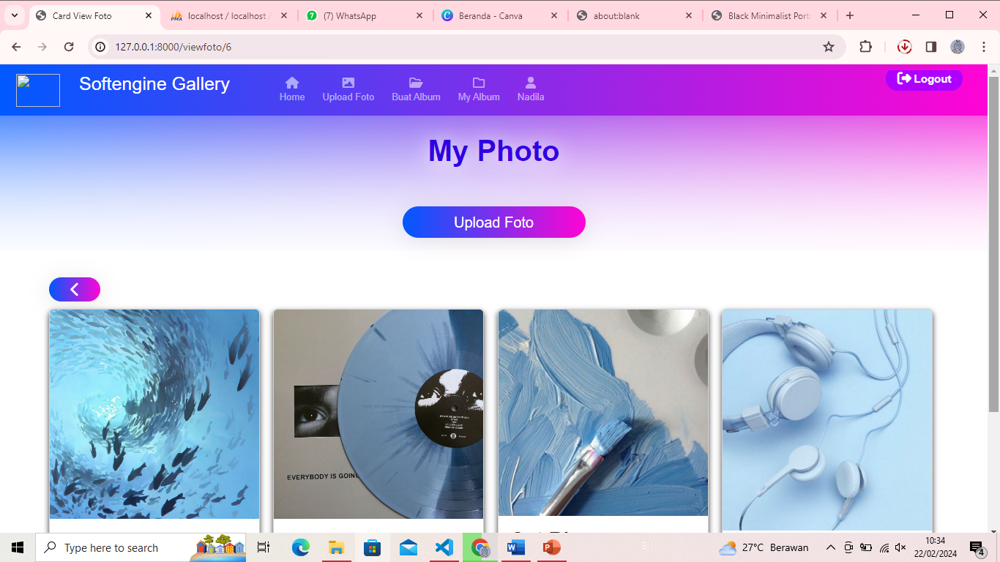 Card View Foto
localhost / localhost /
(7) WhatsApp
Beranda - Canva
about:blank
Black Minimalist Port
127.0.0.1:8000/viewfoto/6
Softengine Gallery
Home
Upload Foto
Buat Album
My Album
Nadila
Logout
My Photo
Upload Foto
EVERYBODY IS GOING
Type here to search
27°C Berawan
10:34
22/02/2024
4